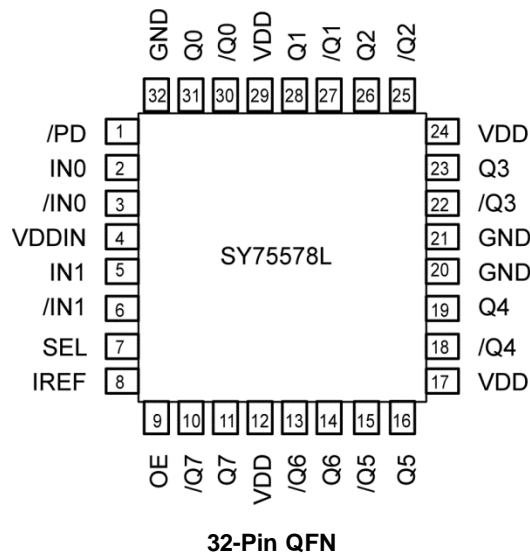 GND Q0 /Q0 VDD Q1 /Q1 Q2 /Q2
32 31 30 29 28 27 26 25
/PD 1 24 VDD
IN0 2 23 Q3
/IN0 3 22 /Q3
VDDIN 4 21 GND
SY75578L
IN1 5 20 GND
/IN1 6 19 Q4
SEL 7 18 /Q4
IREF 8 17 VDD
9 10 11 12 13 14 15 16
OE /Q7 Q7 VDD /Q6 Q6 /Q5 Q5
32-Pin QFN